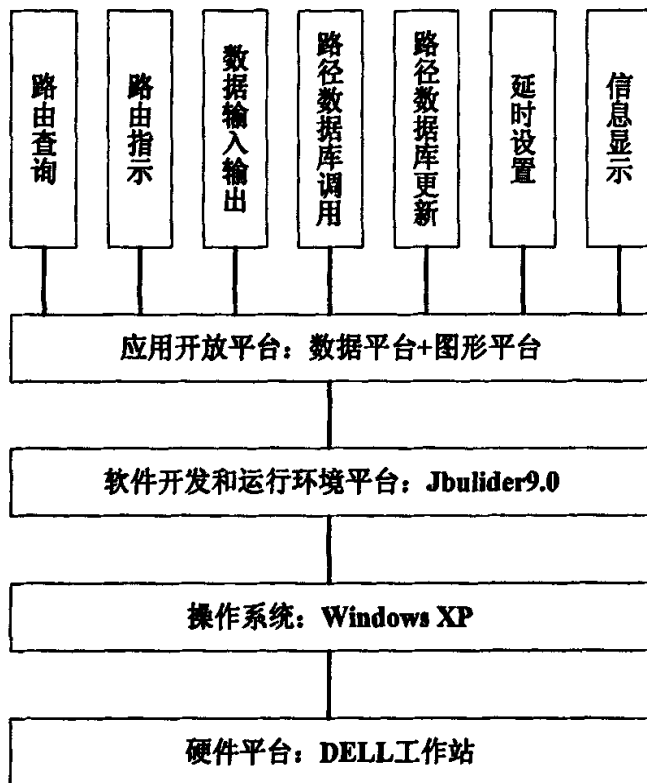 路由查询
路由指示
数据输入输出
路径数据库调用
路径数据库更新
延时设置
信息显示
应用开放平台：数据平台+图形平台
软件开发和运行环境平台：Jbulider9.0
操作系统：Windows XP
硬件平台：DELL工作站